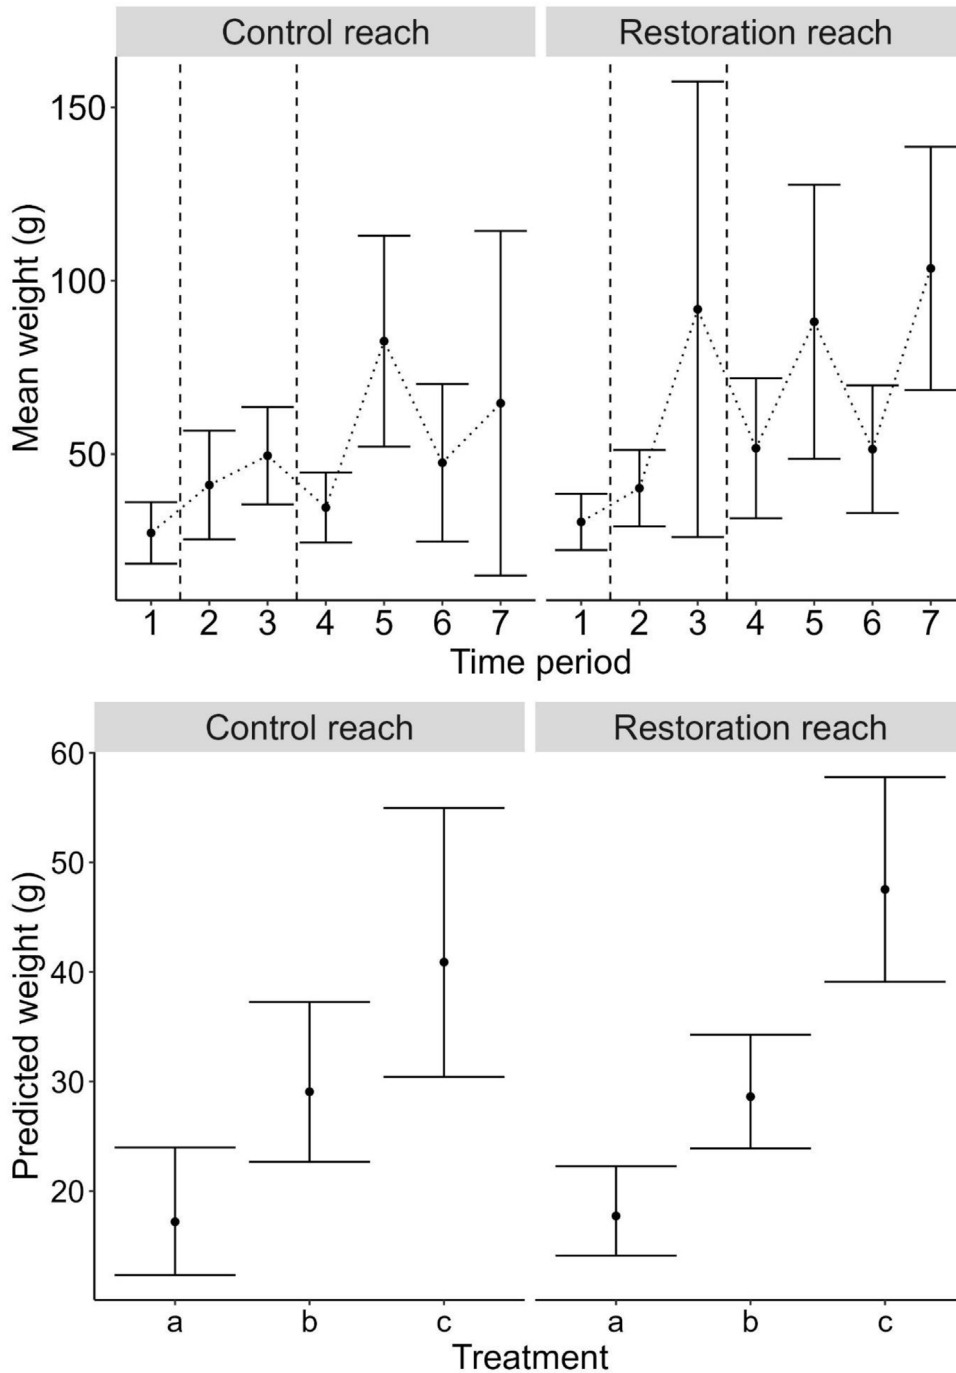 Control reach Restoration reach
150
100
50
Mean weight (g)
1 2 3 4 5 6 7 1 2 3 4 5 6 7
Time period
Control reach Restoration reach
60
50
40
30
20
Predicted weight (g)
a b c a b c
Treatment